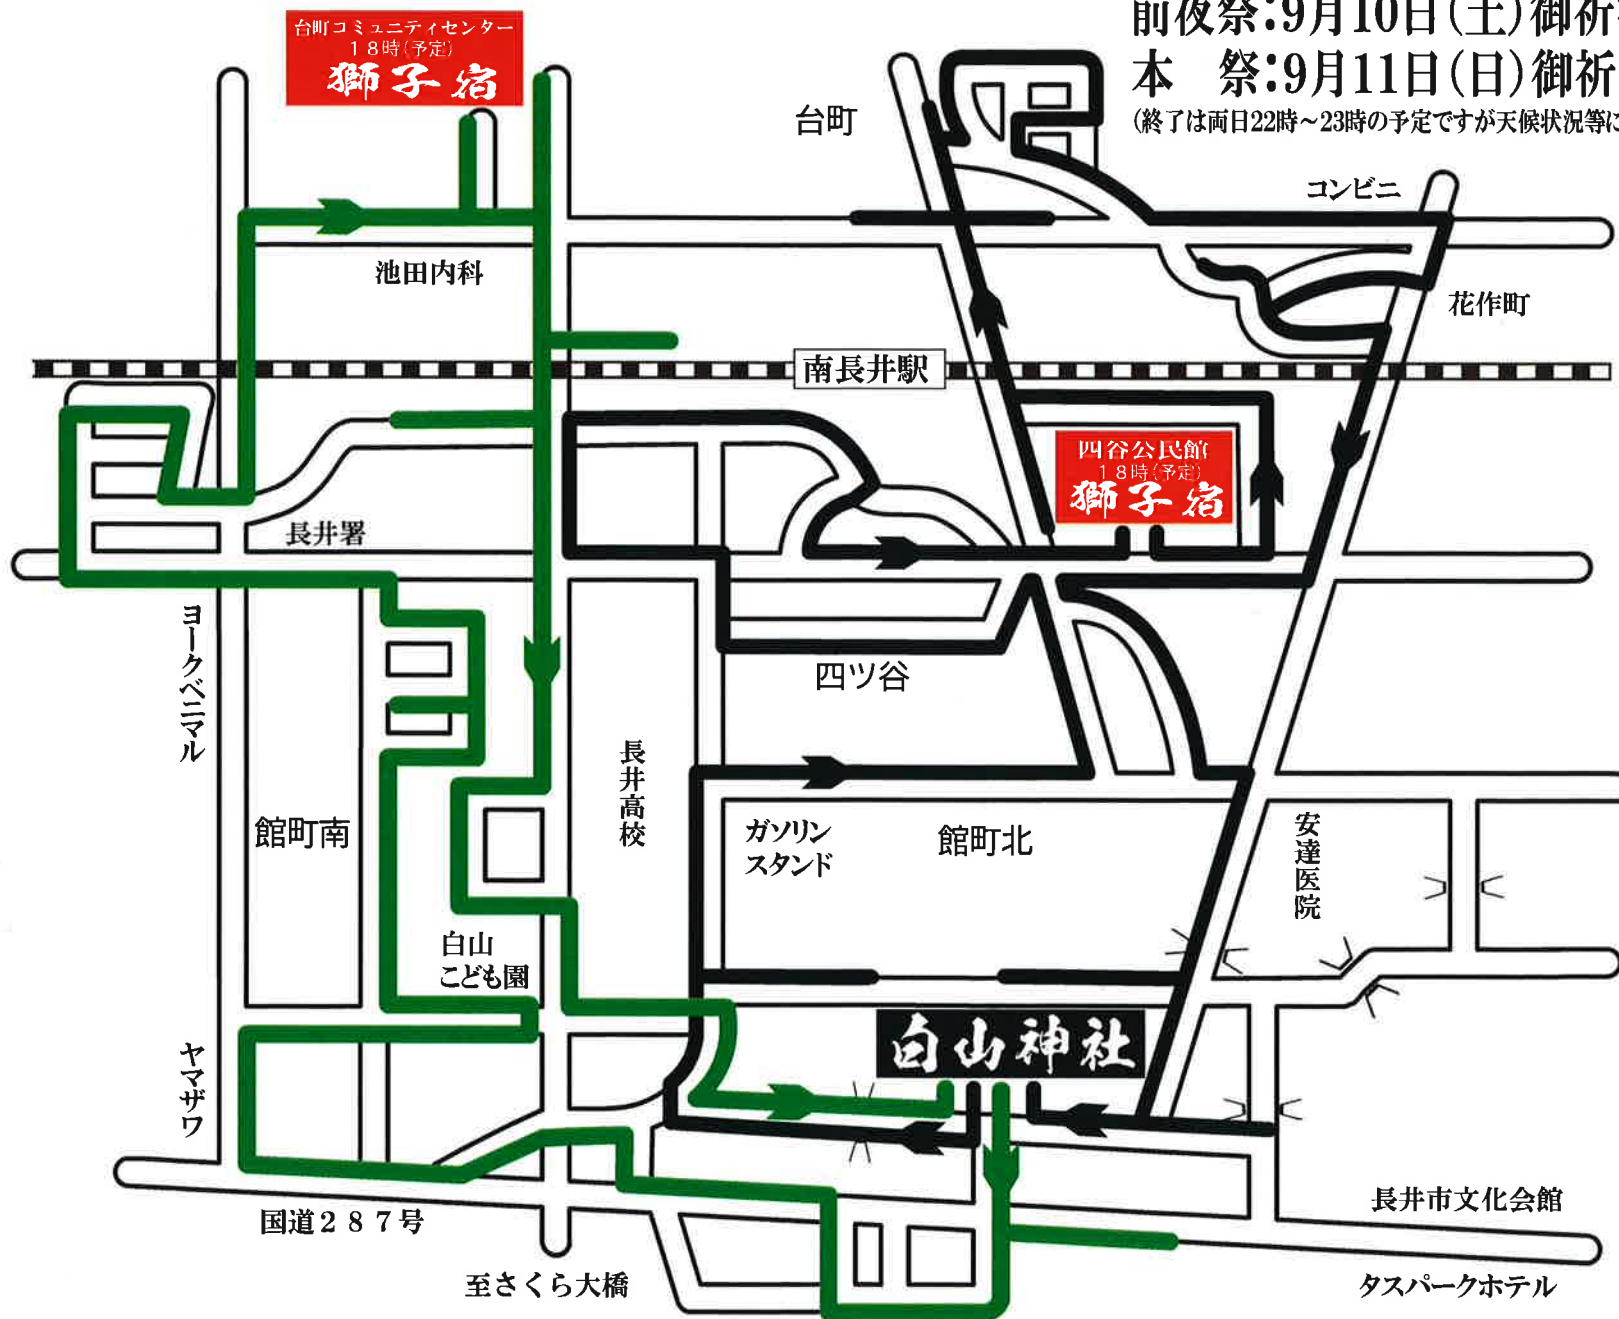 前夜祭：9月10日（土）御祈
本　祭：9月11日（日）御祈
（終了は両日22時～23時の予定ですが天候状況等に
台町コミュニティセンター
18時（予定）
獅子宿
台町
コンビニ
池田内科
花作町
南長井駅
四谷公民館
18時（予定）
獅子宿
長井署
ヨークベニマル
四ツ谷
長井高校
館町南
ガソリン
スタンド
館町北
安達医院
白山
こども園
白山神社
ヤマザワ
国道287号
長井市文化会館
至さくら大橋
タスパークホテル